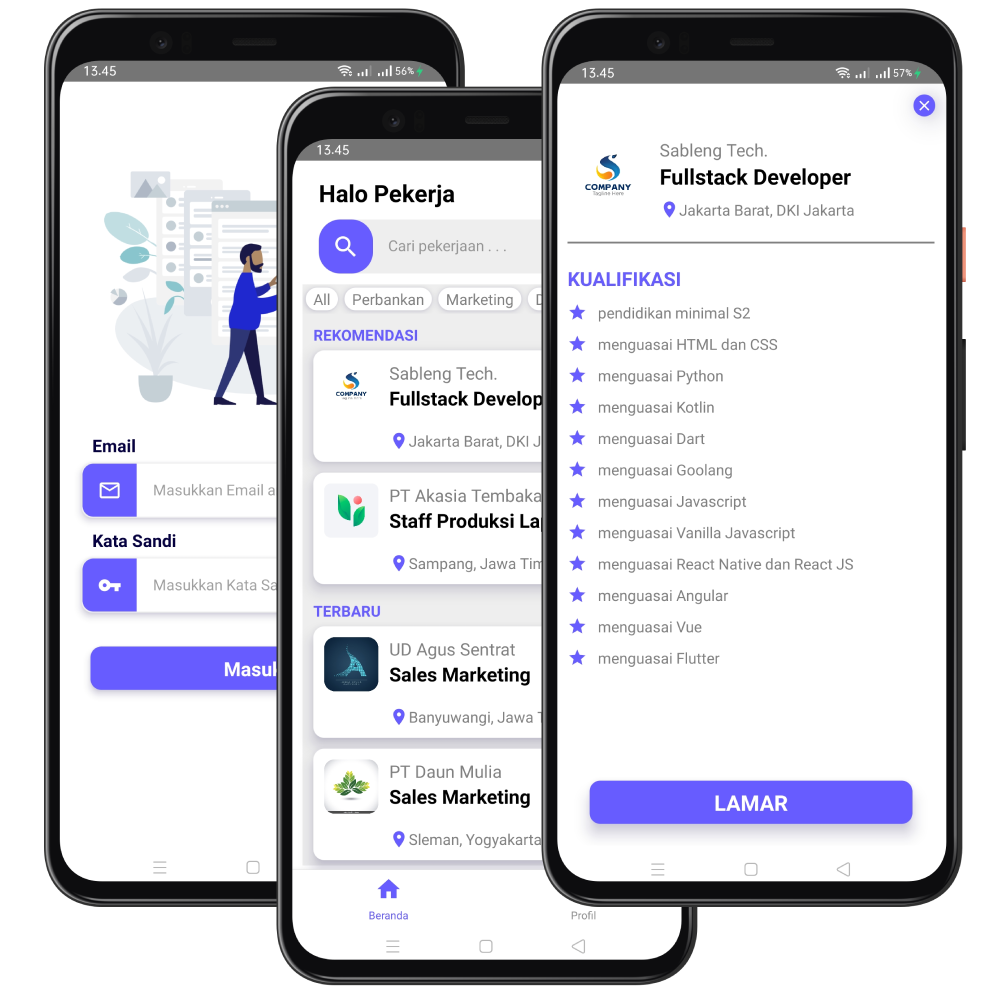 13.45
56%
Email
Masukkan Email a
Kata Sandi
Masukkan Kata Sa
Masuk
13.45
Halo Pekerja
Cari pekerjaan . . .
All
Perbankan
Marketing
REKOMENDASI
COMPANY
Sableng Tech.
Fullstack Develop
Jakarta Barat, DKI J
PT Akasia Tembaka
Staff Produksi La
Sampang, Jawa Tim
TERBARU
UD Agus Sentrat
Sales Marketing
Banyuwangi, Jawa T
PT Daun Mulia
Sales Marketing
Sleman, Yogyakarta
Beranda
Profil
13.45
57%
COMPANY
Tagline Here
Sableng Tech.
Fullstack Developer
Jakarta Barat, DKI Jakarta
KUALIFIKASI
pendidikan minimal S2
menguasai HTML dan CSS
menguasai Python
menguasai Kotlin
menguasai Dart
menguasai Goolang
menguasai Javascript
menguasai Vanilla Javascript
menguasai React Native dan React JS
menguasai Angular
menguasai Vue
menguasai Flutter
LAMAR